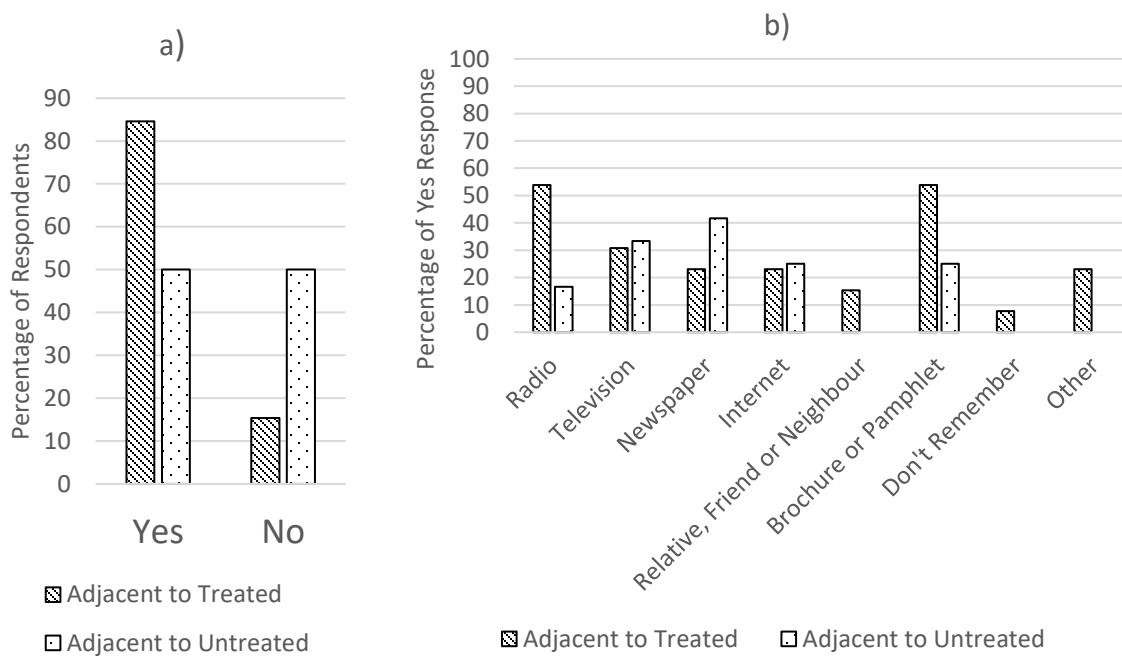 a)
Percentage of Respondents
90
80
70
60
50
40
30
20
10
0
Yes No
Adjacent to Treated
Adjacent to Untreated
b)
Percentage of Yes Response
100
90
80
70
60
50
40
30
20
10
0
Radio
Television
Newspaper
Internet
Relative, Friend or Neighbour
Brochure or Pamphlet
Don't Remember
Other
Adjacent to Treated Adjacent to Untreated